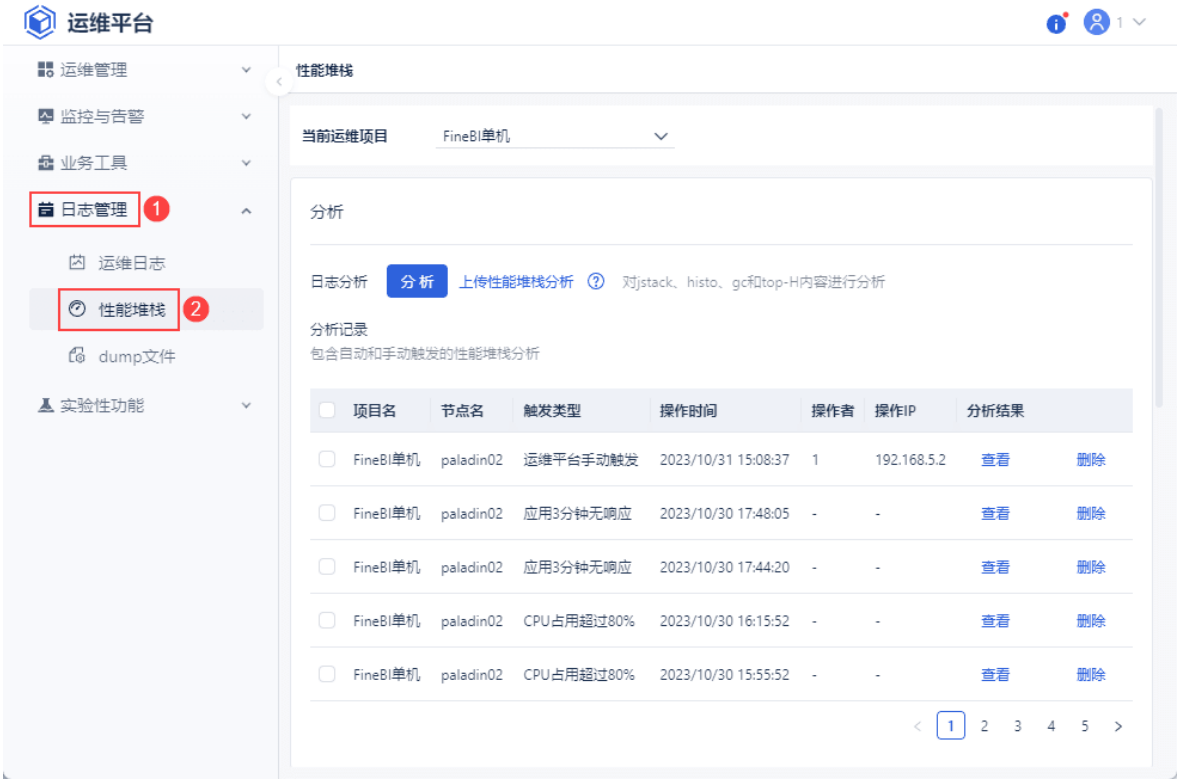 运维平台
1
运维管理
监控与告警
业务工具
日志管理 1
运维日志
性能堆栈 2
dump文件
实验性功能
性能堆栈
当前运维项目 FineBI单机
分析
日志分析 分析 上传性能堆栈分析 ? 对jstack、histo、gc和top-H内容进行分析
分析记录
包含自动和手动触发的性能堆栈分析
项目名 节点名 触发类型 操作时间 操作者 操作IP 分析结果
FineBI单机 paladin02 运维平台手动触发 2023/10/31 15:08:37 1 192.168.5.2 查看 删除
FineBI单机 paladin02 应用3分钟无响应 2023/10/30 17:48:05 - - 查看 删除
FineBI单机 paladin02 应用3分钟无响应 2023/10/30 17:44:20 - - 查看 删除
FineBI单机 paladin02 CPU占用超过80% 2023/10/30 16:15:52 - - 查看 删除
FineBI单机 paladin02 CPU占用超过80% 2023/10/30 15:55:52 - - 查看 删除
< 1 2 3 4 5 >